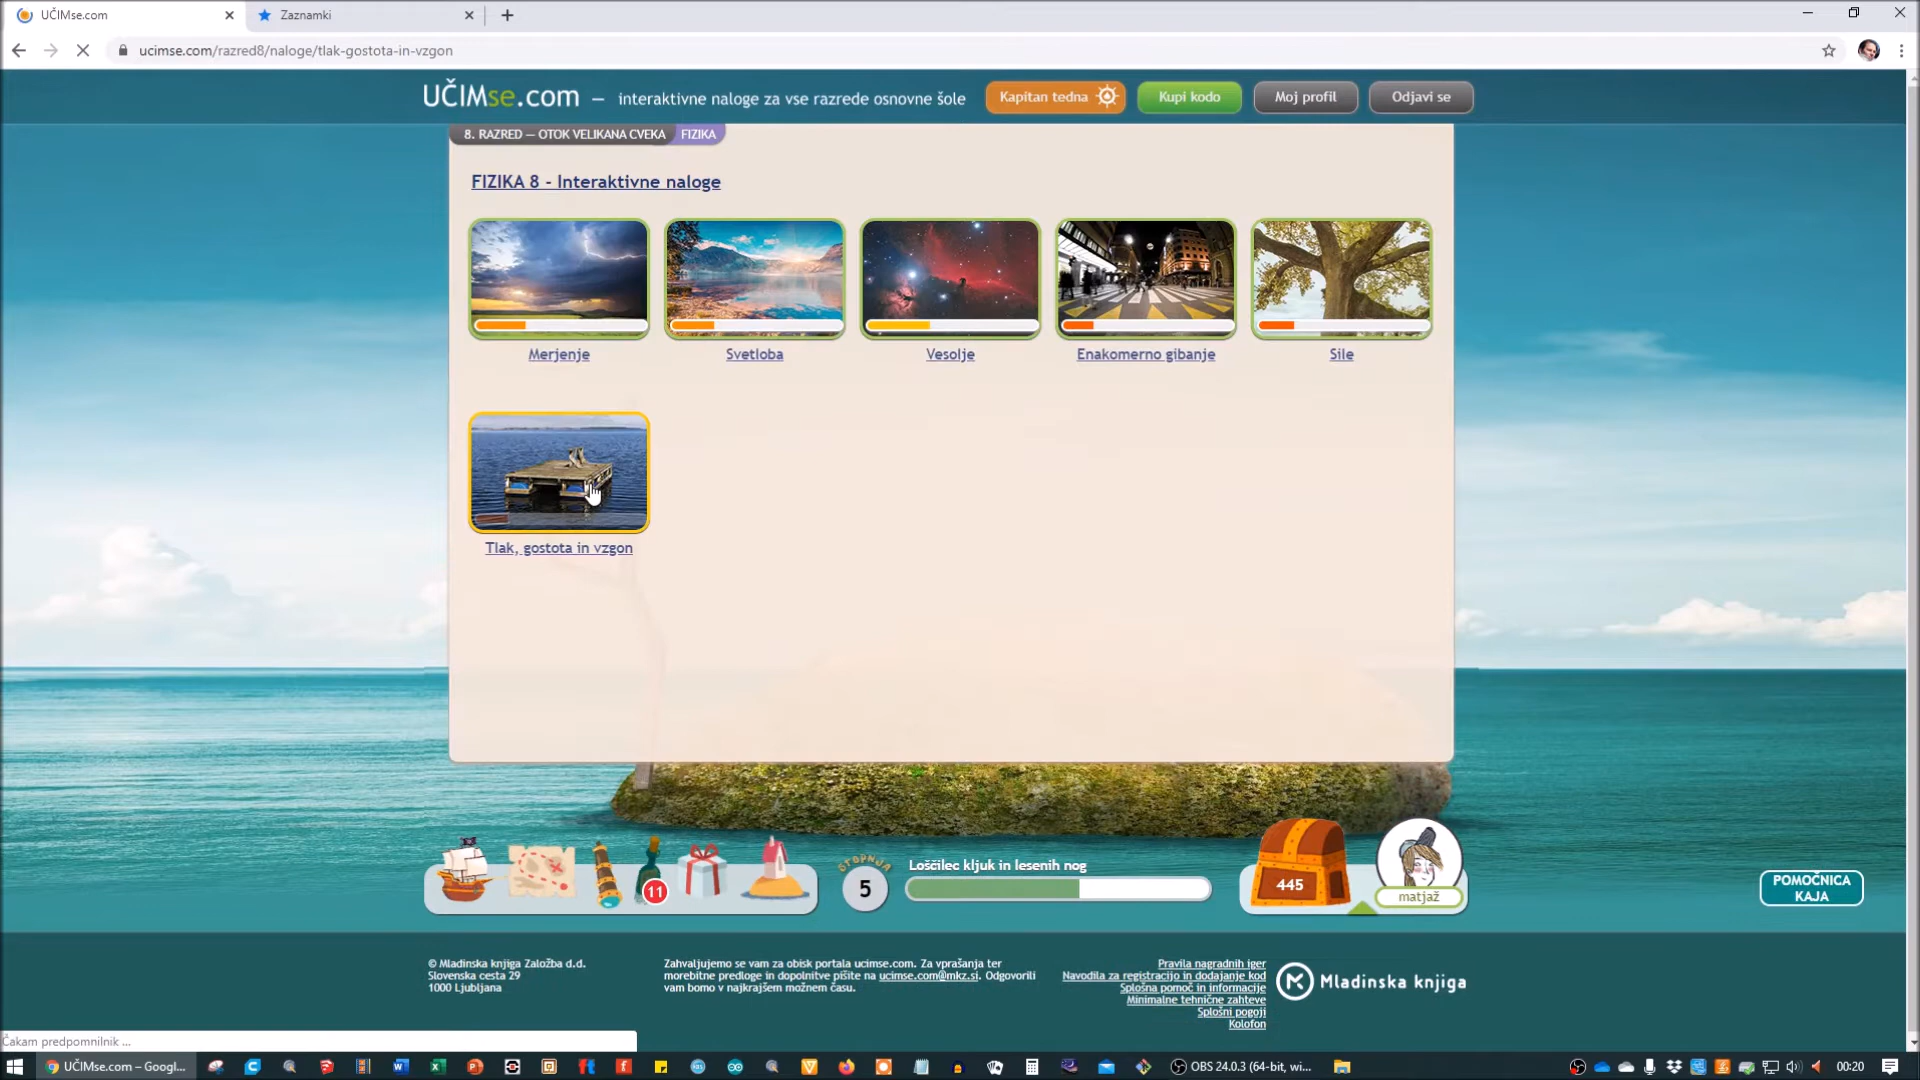 UČIMse.com
Zaznamki
ucimse.com/razred8/naloge/tlak-gostota-in-vzgon
UČIMse.com – interaktivne naloge za vse razrede osnovne šole
Kapitan tedna
Kupi kodo
Moj profil
Odjavi se
8. RAZRED — OTOK VELIKANA CVEKA
FIZIKA
FIZIKA 8 - Interaktivne naloge
Merjenje
Svetloba
Vesolje
Enakomerno gibanje
Sile
Tlak, gostota in vzgon
11
STOPNJA
5
Loščilec kljuk in lesenih nog
445
matjaž
POMOČNICA
KAJA
© Mladinska knjiga Založba d.d.
Slovenska cesta 29
1000 Ljubljana
Zahvaljujemo se vam za obisk portala ucimse.com. Za vprašanja ter
morebitne predloge in dopolnitve pišite na ucimse.com@mkz.si. Odgovorili
vam bomo v najkrajšem možnem času.
Pravila nagradnih iger
Navodila za registracijo in dodajanje kod
Splošna pomoč in informacije
Minimalne tehnične zahteve
Splošni pogoji
Kolofon
Mladinska knjiga
Čakam predpomnilnik ...
UČIMse.com – Googl...
OBS 24.0.3 (64-bit, wi...
00:20